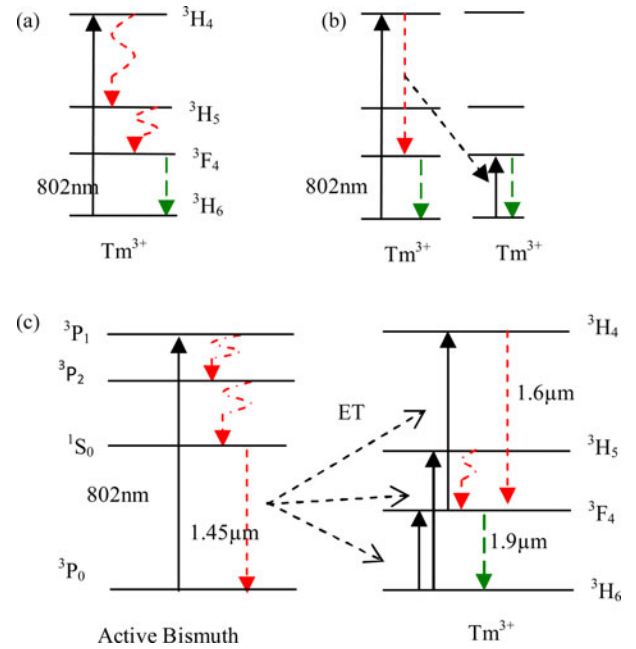 (a)
³H₄
³H₅
³F₄
802nm
³H₆
Tm³⁺
(b)
802nm
Tm³⁺
Tm³⁺
(c)
³P₁
³P₂
¹S₀
802nm
1.45µm
³P₀
Active Bismuth
ET
³H₄
1.6µm
³H₅
³F₄
1.9µm
³H₆
Tm³⁺